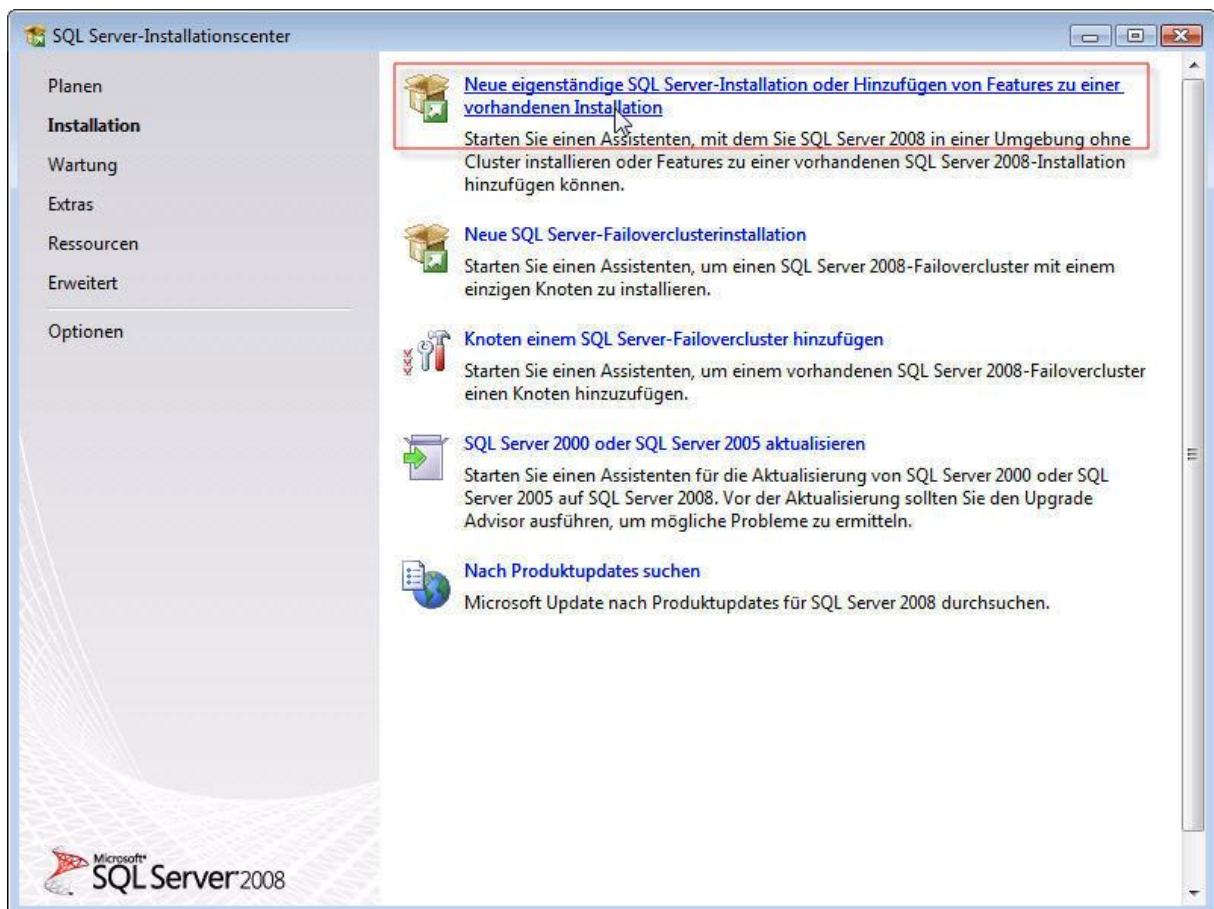 SQL Server-Installationscenter
Planen
Installation
Wartung
Extras
Ressourcen
Erweitert
Optionen
Neue eigenständige SQL Server-Installation oder Hinzufügen von Features zu einer
vorhandenen Installation
Starten Sie einen Assistenten, mit dem Sie SQL Server 2008 in einer Umgebung ohne
Cluster installieren oder Features zu einer vorhandenen SQL Server 2008-Installation
hinzufügen können.
Neue SQL Server-Failoverclusterinstallation
Starten Sie einen Assistenten, um einen SQL Server 2008-Failovercluster mit einem
einzigen Knoten zu installieren.
Knoten einem SQL Server-Failovercluster hinzufügen
Starten Sie einen Assistenten, um einem vorhandenen SQL Server 2008-Failovercluster
einen Knoten hinzuzufügen.
SQL Server 2000 oder SQL Server 2005 aktualisieren
Starten Sie einen Assistenten für die Aktualisierung von SQL Server 2000 oder SQL
Server 2005 auf SQL Server 2008. Vor der Aktualisierung sollten Sie den Upgrade
Advisor ausführen, um mögliche Probleme zu ermitteln.
Nach Produktupdates suchen
Microsoft Update nach Produktupdates für SQL Server 2008 durchsuchen.
Microsoft®
SQL Server®2008